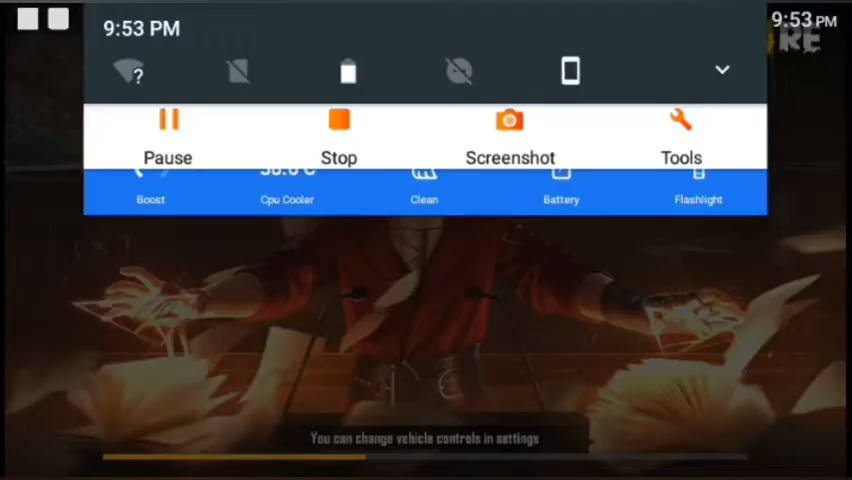 9:53 PM
9:53 PM
RE
?
Pause Stop Screenshot Tools
Boost Cpu Cooler Clean Battery Flashlight
You can change vehicle controls in settings